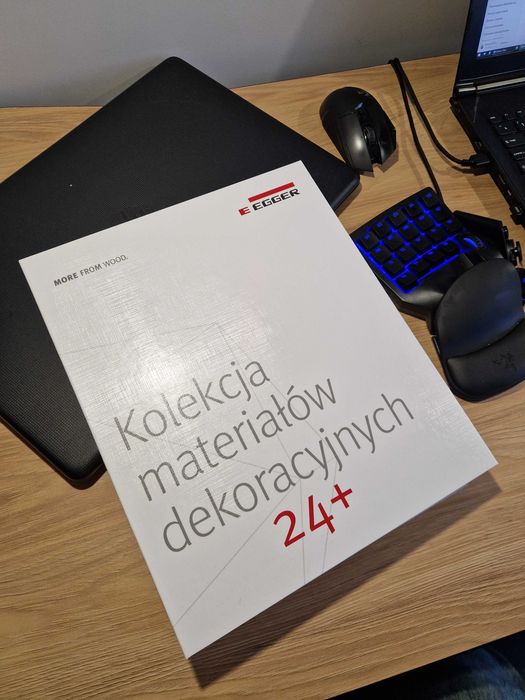 EGGER
MORE FROM WOOD.
Kolekcja
materiałów
dekoracyjnych
24+